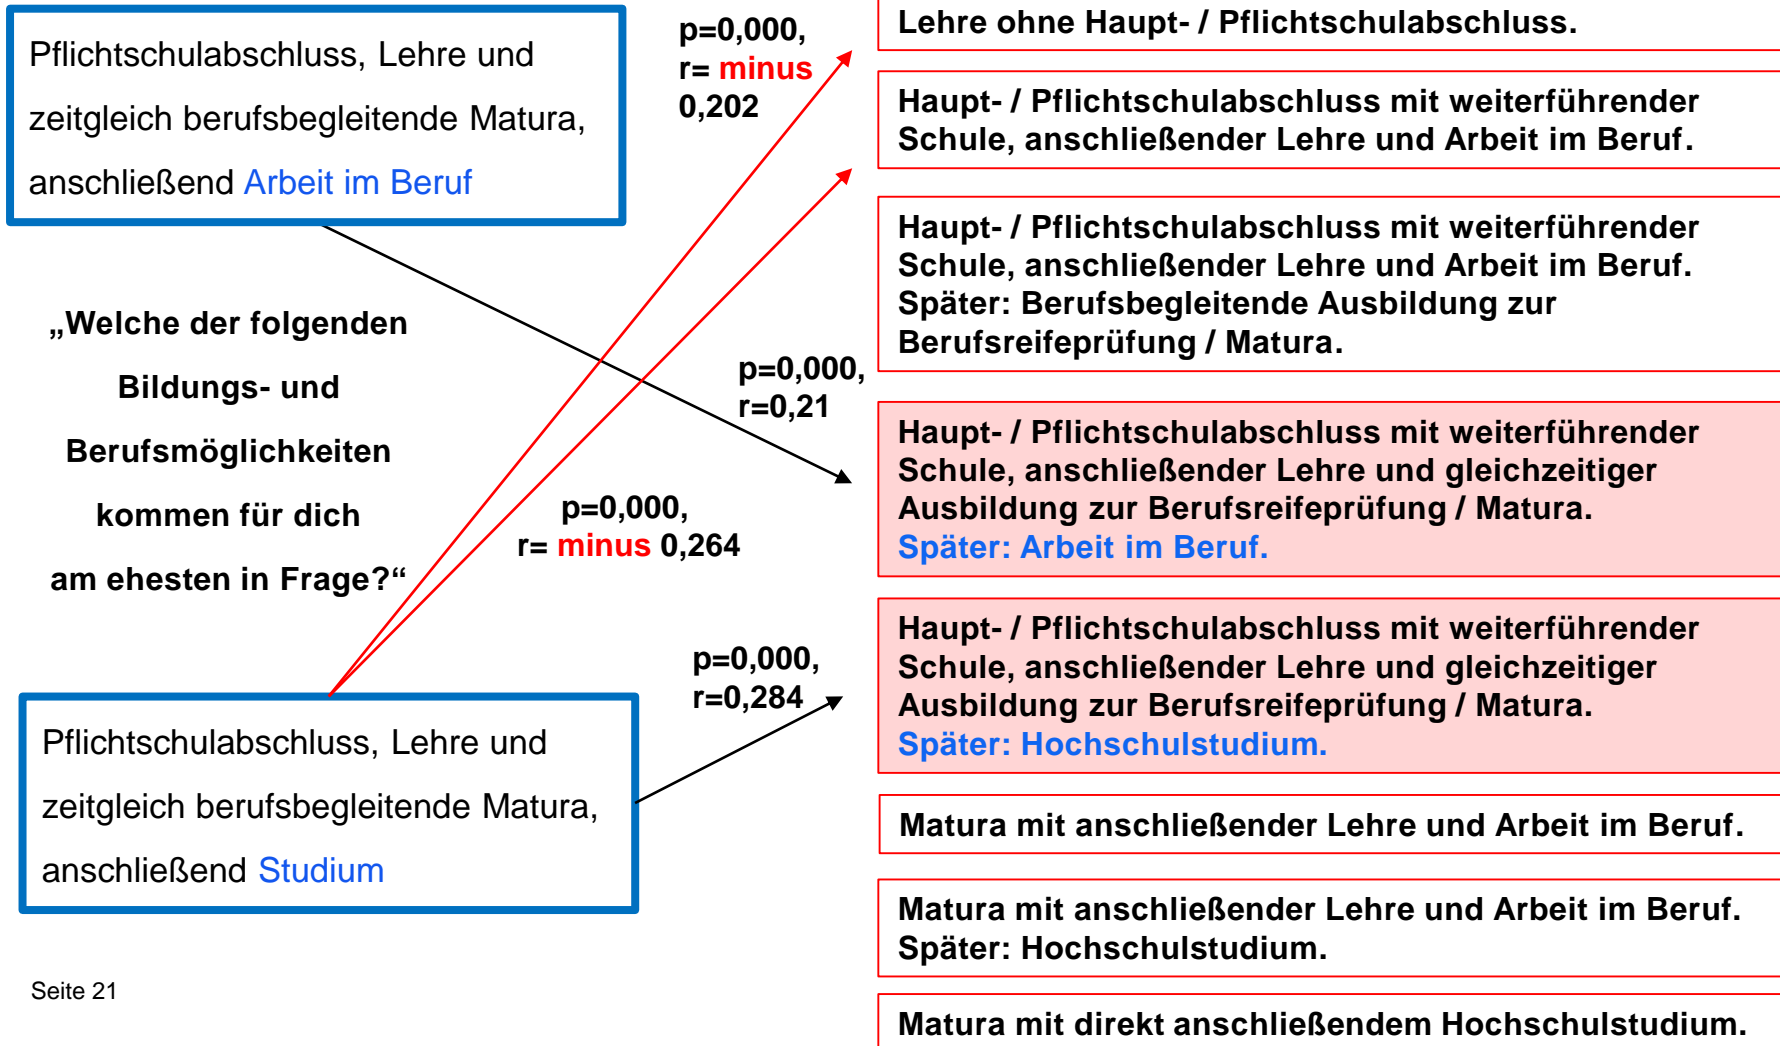 Pflichtschulabschluss, Lehre und
zeitgleich berufsbegleitende Matura,
anschließend Arbeit im Beruf
„Welche der folgenden
Bildungs- und
Berufsmöglichkeiten
kommen für dich
am ehesten in Frage?“
Pflichtschulabschluss, Lehre und
zeitgleich berufsbegleitende Matura,
anschließend Studium
Seite 21
p=0,000,
r= minus
0,202
p=0,000,
r=0,21
p=0,000,
r= minus 0,264
p=0,000,
r=0,284
Lehre ohne Haupt- / Pflichtschulabschluss.
Haupt- / Pflichtschulabschluss mit weiterführender
Schule, anschließender Lehre und Arbeit im Beruf.
Haupt- / Pflichtschulabschluss mit weiterführender
Schule, anschließender Lehre und Arbeit im Beruf.
Später: Berufsbegleitende Ausbildung zur
Berufsreifeprüfung / Matura.
Haupt- / Pflichtschulabschluss mit weiterführender
Schule, anschließender Lehre und gleichzeitiger
Ausbildung zur Berufsreifeprüfung / Matura.
Später: Arbeit im Beruf.
Haupt- / Pflichtschulabschluss mit weiterführender
Schule, anschließender Lehre und gleichzeitiger
Ausbildung zur Berufsreifeprüfung / Matura.
Später: Hochschulstudium.
Matura mit anschließender Lehre und Arbeit im Beruf.
Matura mit anschließender Lehre und Arbeit im Beruf.
Später: Hochschulstudium.
Matura mit direkt anschließendem Hochschulstudium.